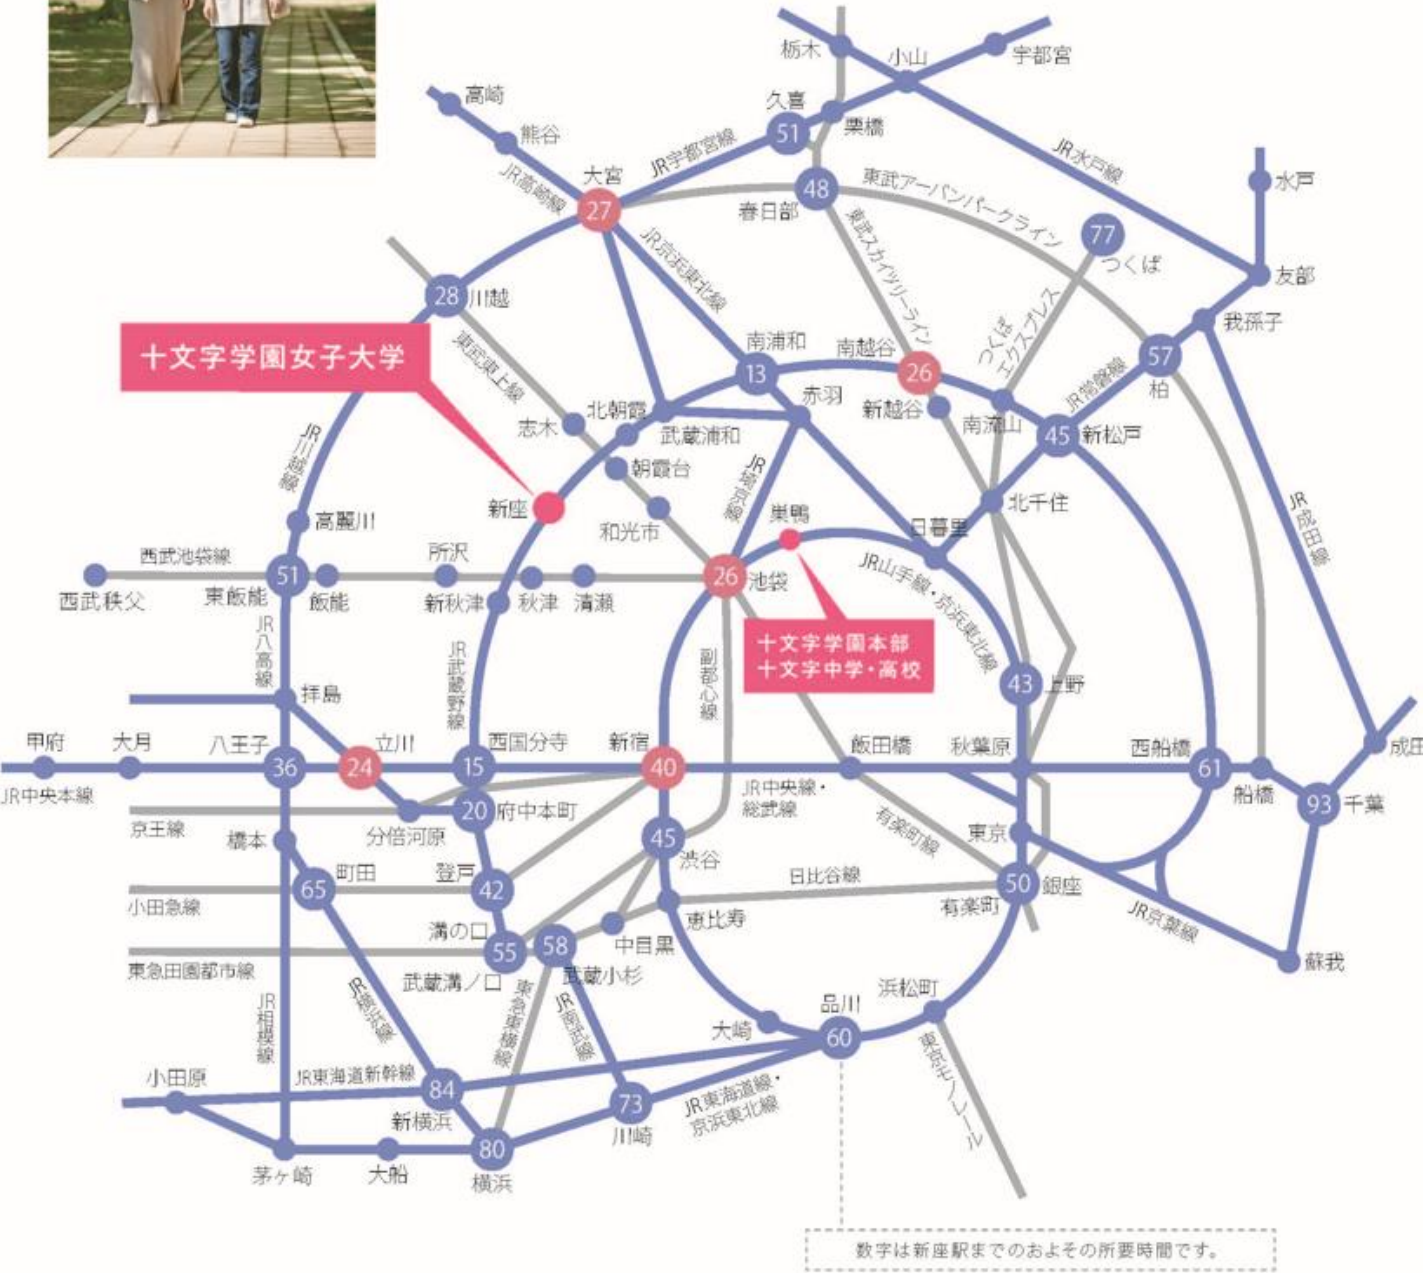 栃木
小山
宇都宮
高崎
久喜
51
栗橋
熊谷
JR宇都宮線
JR水戸線
大宮
JR高崎線
27
48
春日部
東武アーバンパークライン
水戸
77
つくば
JR京浜東北線
東武スカイツリーライン
28
川越
友部
つくば
エクスプレス
我孫子
十文字学園女子大学
東武東上線
南浦和
13
南越谷
26
57
柏
JR常磐線
赤羽
新越谷
南流山
45
新松戸
志木
北朝霞
武蔵浦和
JR川越線
朝霞台
JR埼京線
新座
和光市
巣鴨
日暮里
北千住
JR成田線
高麗川
西武池袋線
所沢
JR山手線・京浜東北線
51
26
池袋
西武秩父
東飯能
飯能
新秋津
秋津
清瀬
十文字学園本部
十文字中学・高校
JR八高線
JR武蔵野線
副都心線
43
上野
拝島
甲府
大月
八王子
立川
西国分寺
新宿
飯田橋
秋葉原
西船橋
成田
36
24
15
40
61
JR中央本線
JR中央線・
総武線
船橋
93
千葉
京王線
20
府中本町
分倍河原
有楽町線
東京
橋本
45
渋谷
65
町田
登戸
42
日比谷線
50
銀座
小田急線
有楽町
JR京葉線
溝の口
恵比寿
55
58
中目黒
東急田園都市線
武蔵溝ノ口
武蔵小杉
蘇我
JR相模線
JR横浜線
東急東横線
JR南武線
品川
浜松町
大崎
60
小田原
JR東海道新幹線
84
新横浜
73
川崎
JR東海道線・
京浜東北線
東京モノレール
80
茅ヶ崎
大船
横浜
数字は新座駅までのおよその所要時間です。